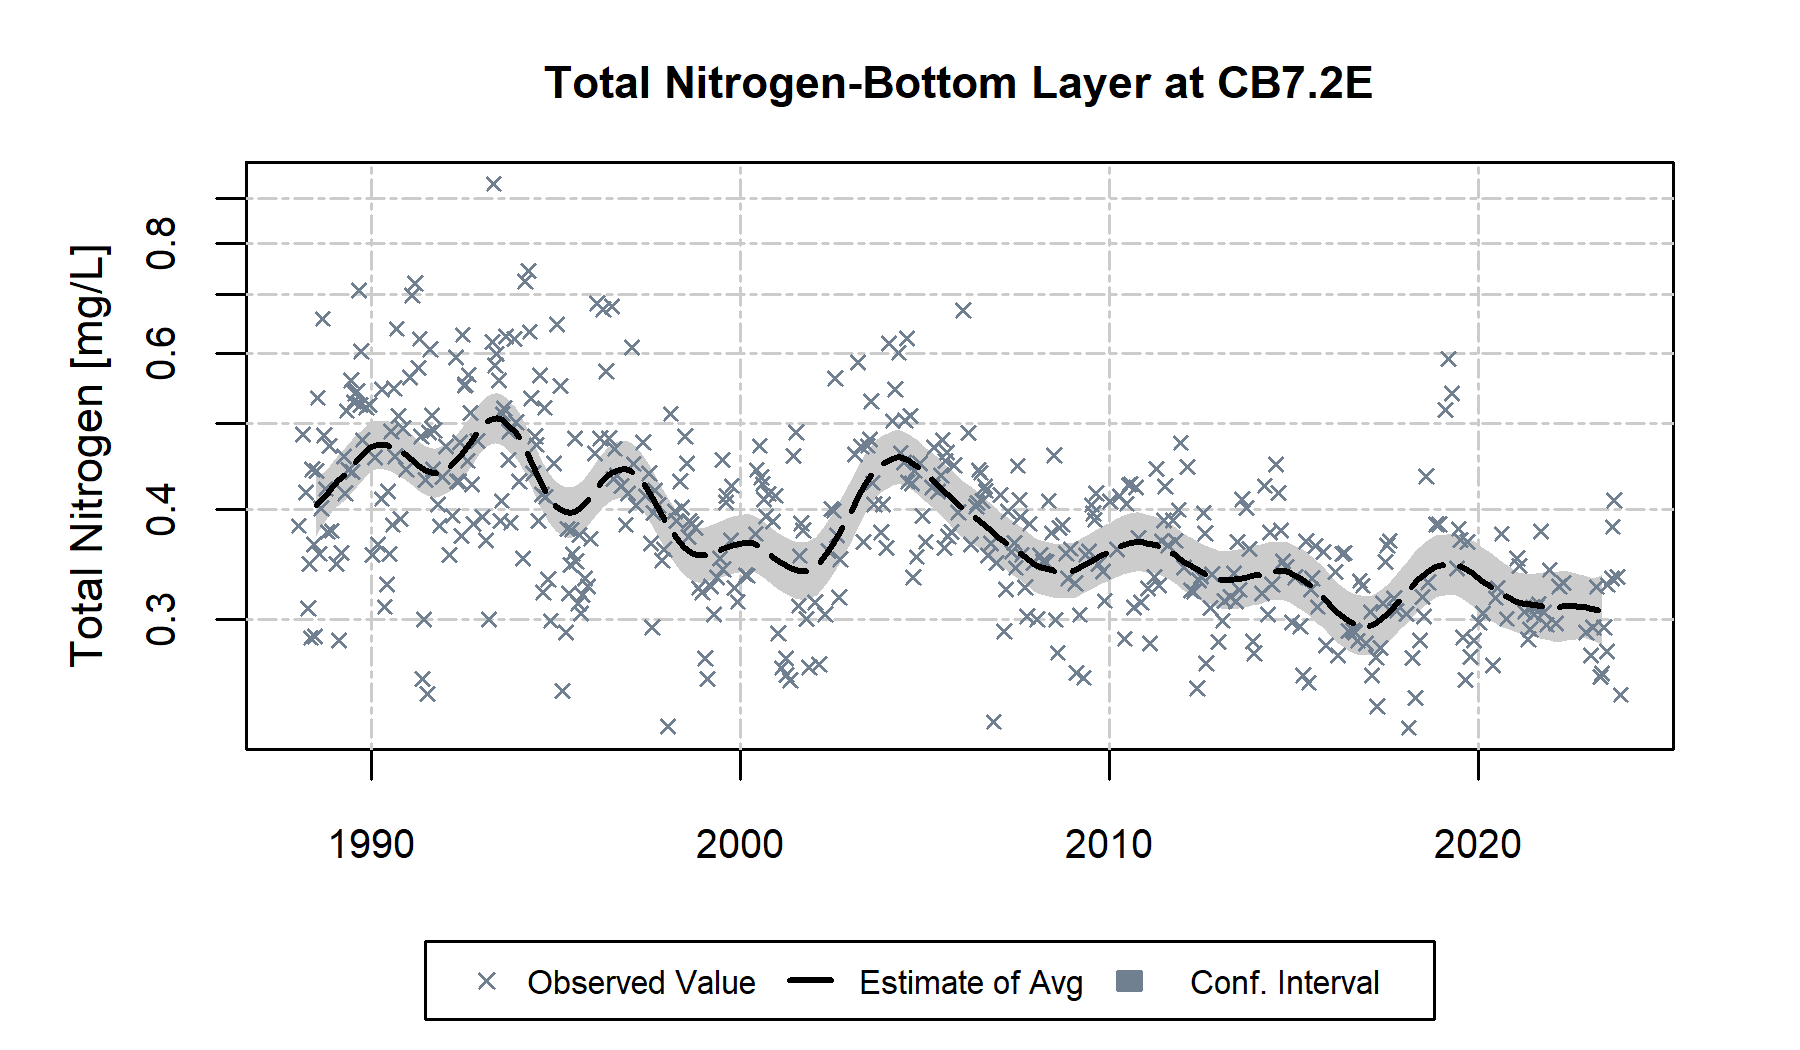 Total Nitrogen-Bottom Layer at CB7.2E
Total Nitrogen [mg/L]
0.8
0.6
0.4
0.3
1990 2000 2010 2020
Observed Value Estimate of Avg Conf. Interval